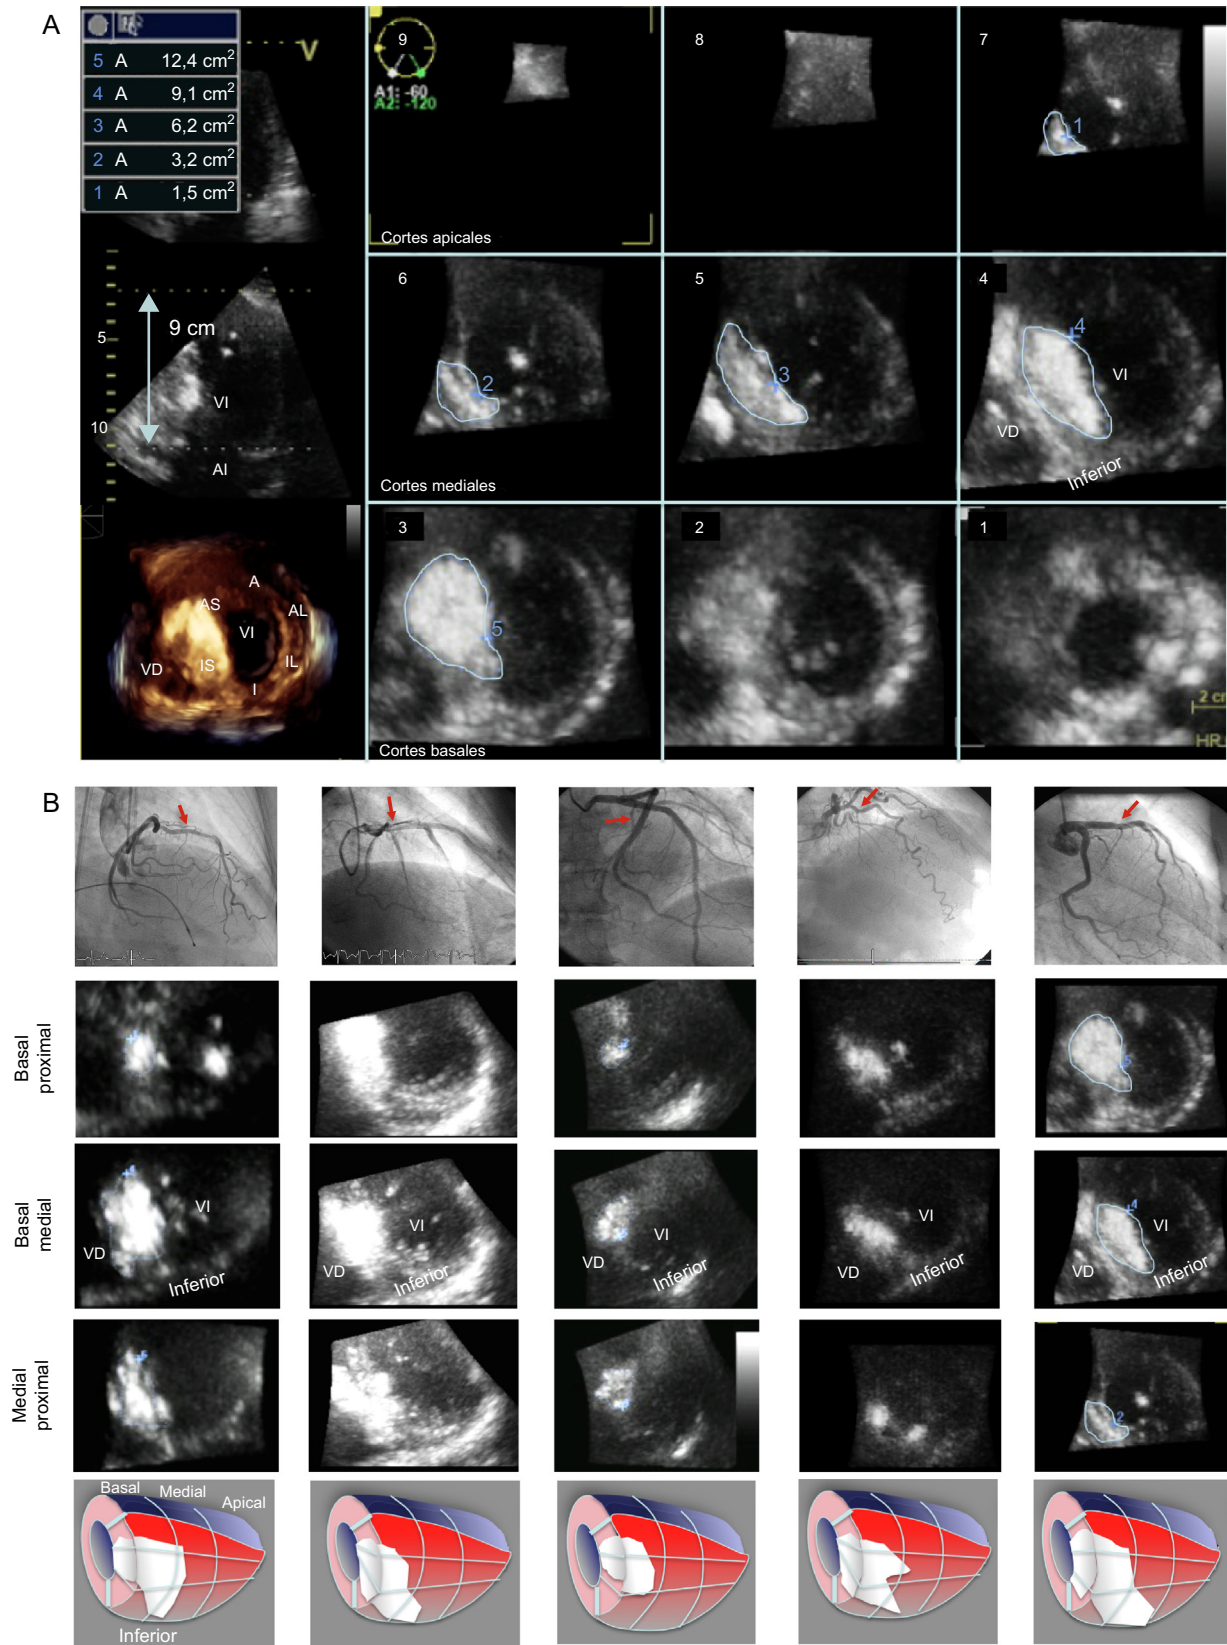 A
5 A 12,4 cm²
4 A 9,1 cm²
3 A 6,2 cm²
2 A 3,2 cm²
1 A 1,5 cm²
V
9
A1: -60
A2: -120
Cortes apicales
8
7
1
5
10
9 cm
VI
AI
6
2
Cortes mediales
5
3
4
4
VI
VD
Inferior
A
AS
AL
VI
VD
IS
IL
I
3
5
Cortes basales
2
1
2 cm
HR
B
Basal proximal
5
Basal medial
VI
VD
Inferior
VI
VD
Inferior
VI
VD
Inferior
VI
VD
Inferior
4
VI
VD
Inferior
Medial proximal
2
Basal
Medial
Apical
Inferior